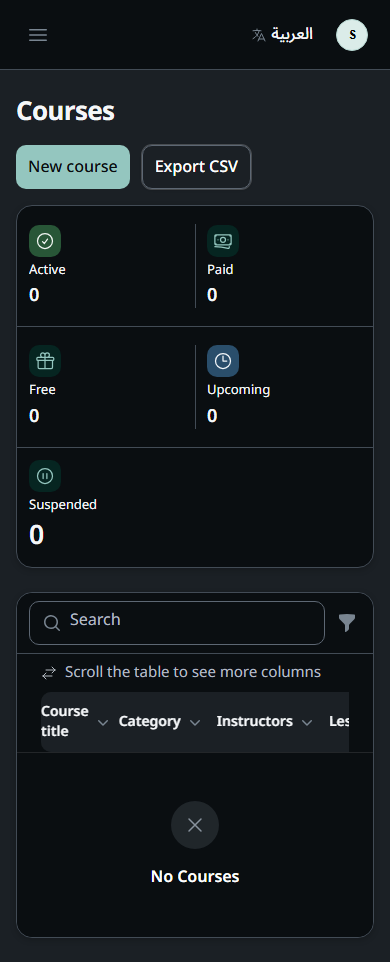 العربية
S
Courses
New course
Export CSV
Active
0
Paid
0
Free
0
Upcoming
0
Suspended
0
Search
Scroll the table to see more columns
Course title
Category
Instructors
Les
No Courses